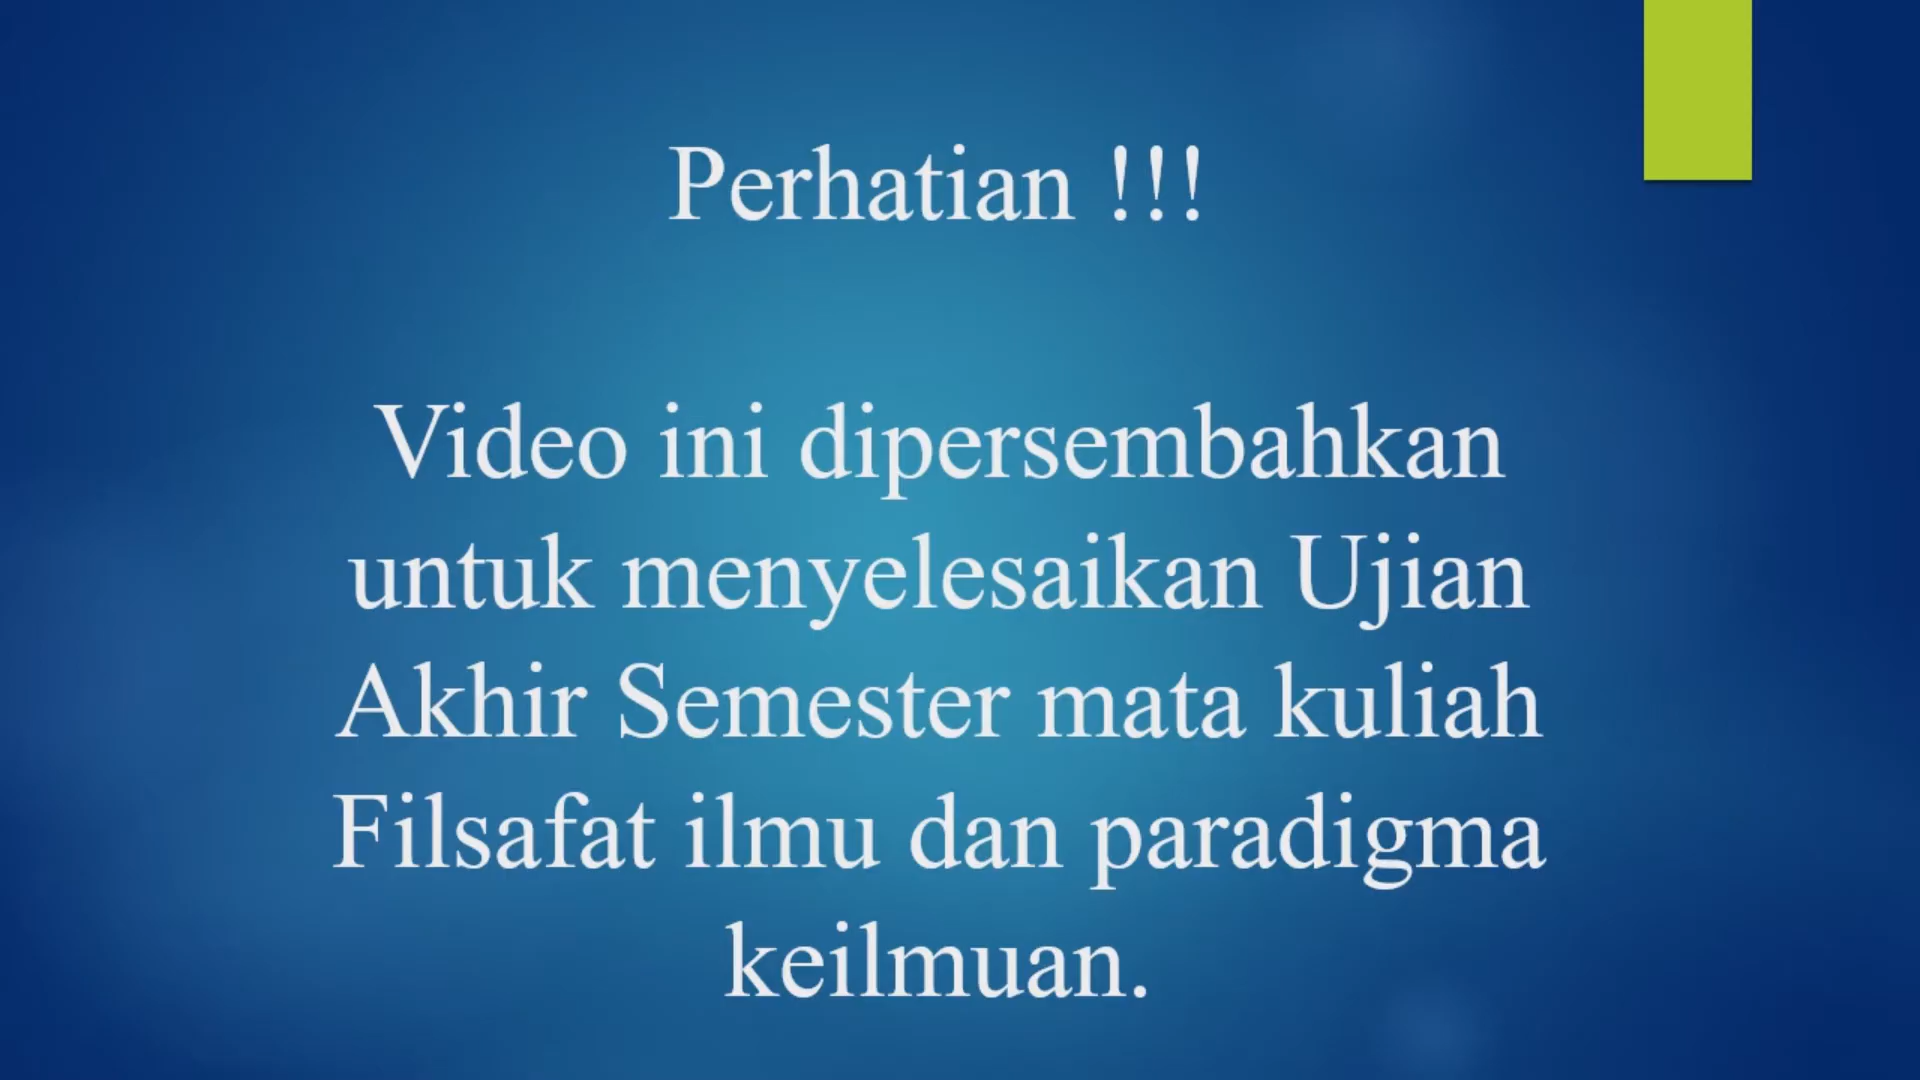 Perhatian !!!
Video ini dipersembahkan
untuk menyelesaikan Ujian
Akhir Semester mata kuliah
Filsafat ilmu dan paradigma
keilmuan.